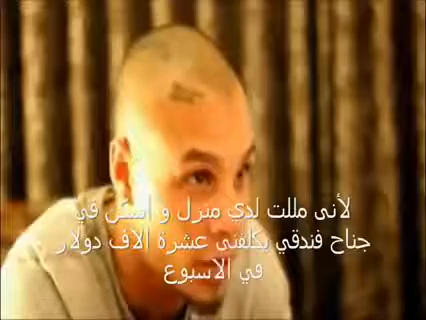 لأنى مللت لدي منزل و أسكن في
جناح فندقي يكلفنى عشرة الاف دولار
في الاسبوع